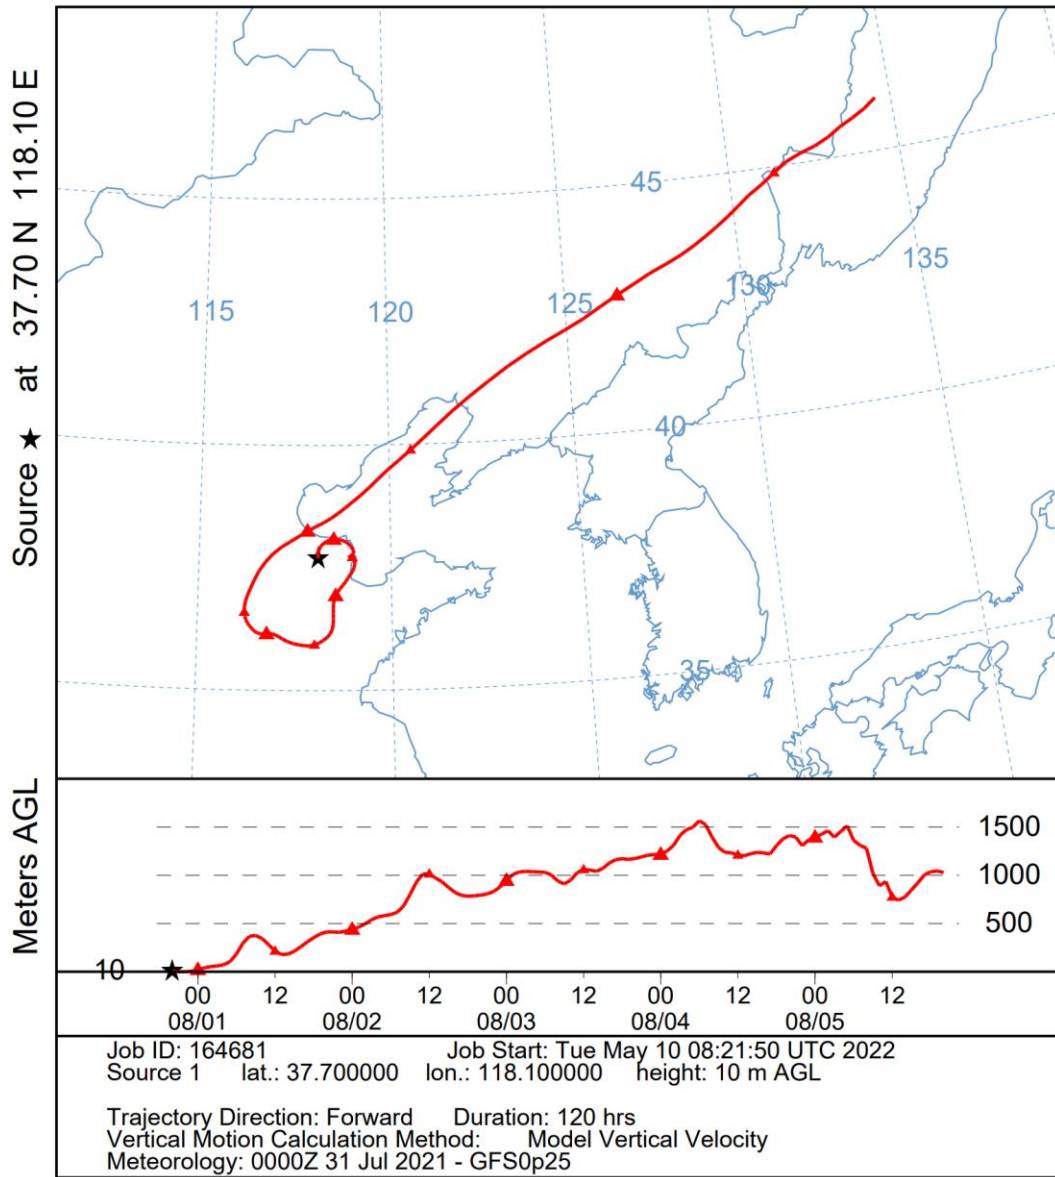 Source ★ at 37.70 N 118.10 E
45
135
130
125
120
115
40
35
Meters AGL
1500
1000
500
10
00 12 00 12 00 12 00 12 00 12
08/01 08/02 08/03 08/04 08/05
Job ID: 164681 Job Start: Tue May 10 08:21:50 UTC 2022
Source 1 lat.: 37.700000 lon.: 118.100000 height: 10 m AGL
Trajectory Direction: Forward Duration: 120 hrs
Vertical Motion Calculation Method: Model Vertical Velocity
Meteorology: 0000Z 31 Jul 2021 - GFS0p25